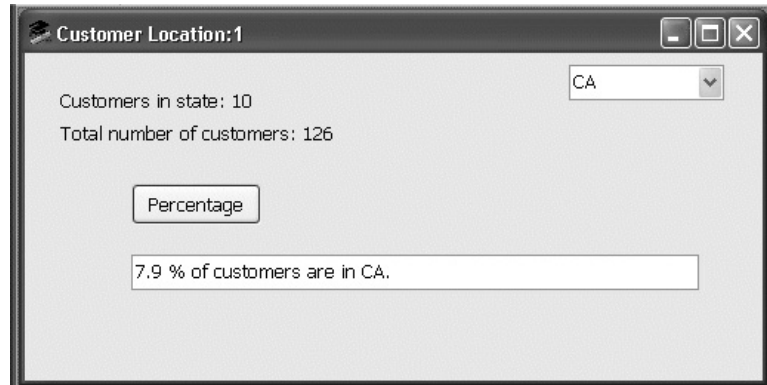 Customer Location:1
CA
Customers in state: 10
Total number of customers: 126
Percentage
7.9 % of customers are in CA.